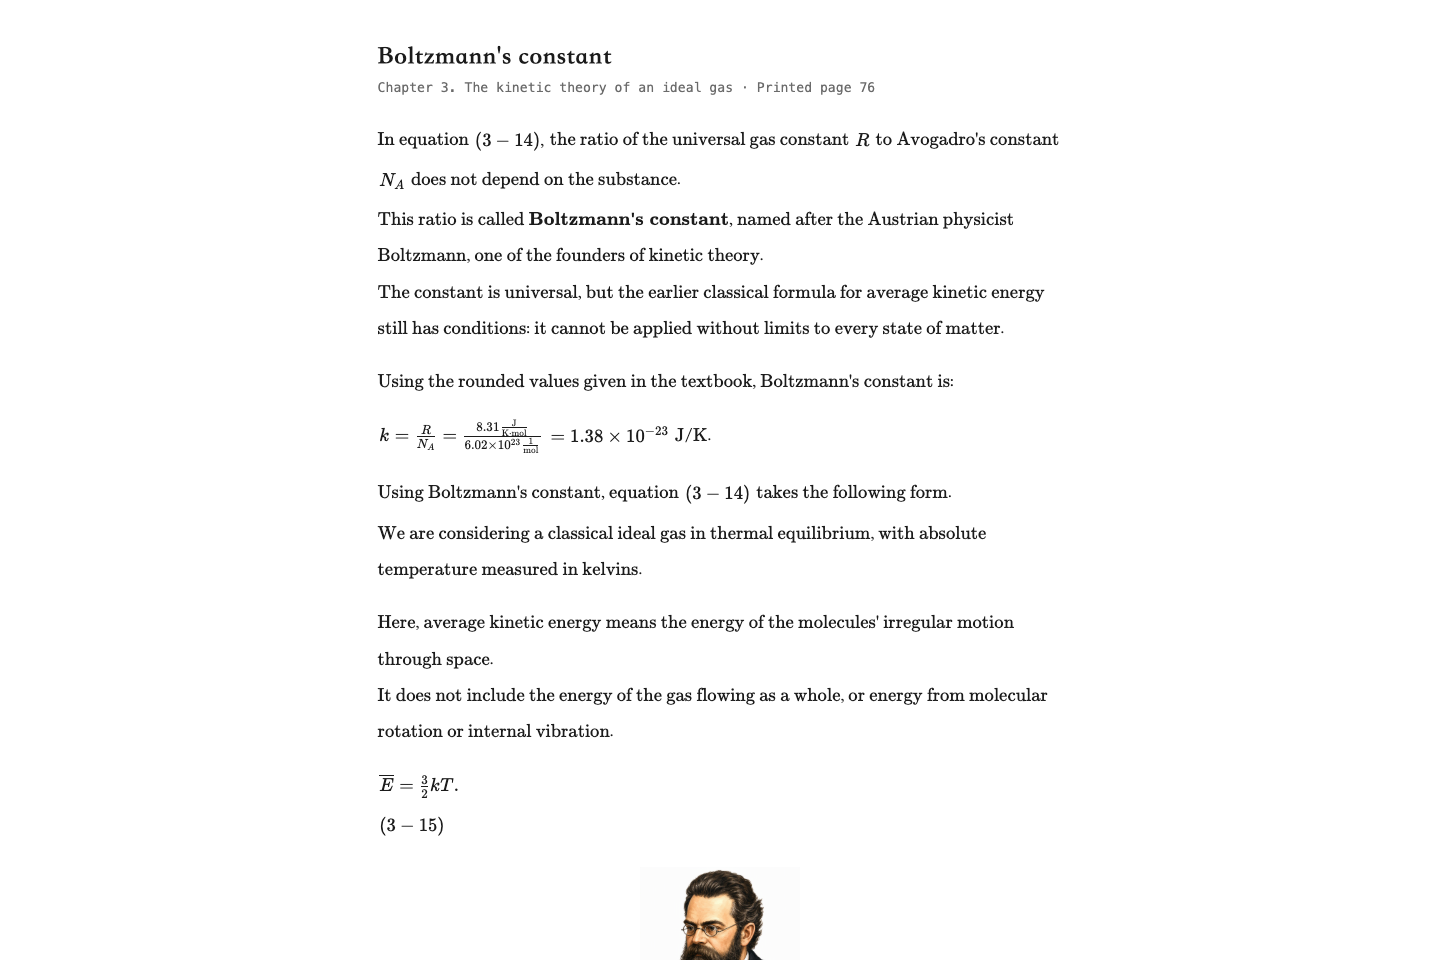 Boltzmann's constant
Chapter 3. The kinetic theory of an ideal gas · Printed page 76
In equation (3 − 14), the ratio of the universal gas constant R to Avogadro's constant
N_A does not depend on the substance.
This ratio is called Boltzmann's constant, named after the Austrian physicist
Boltzmann, one of the founders of kinetic theory.
The constant is universal, but the earlier classical formula for average kinetic energy
still has conditions: it cannot be applied without limits to every state of matter.
Using the rounded values given in the textbook, Boltzmann's constant is:
k = \frac{R}{N_A} = \frac{8.31 \frac{J}{K·mol}}{6.02×10^{23} \frac{1}{mol}} = 1.38 × 10^{−23} J/K.
Using Boltzmann's constant, equation (3 − 14) takes the following form.
We are considering a classical ideal gas in thermal equilibrium, with absolute
temperature measured in kelvins.
Here, average kinetic energy means the energy of the molecules' irregular motion
through space.
It does not include the energy of the gas flowing as a whole, or energy from molecular
rotation or internal vibration.
\overline{E} = \frac{3}{2}kT.
(3 − 15)